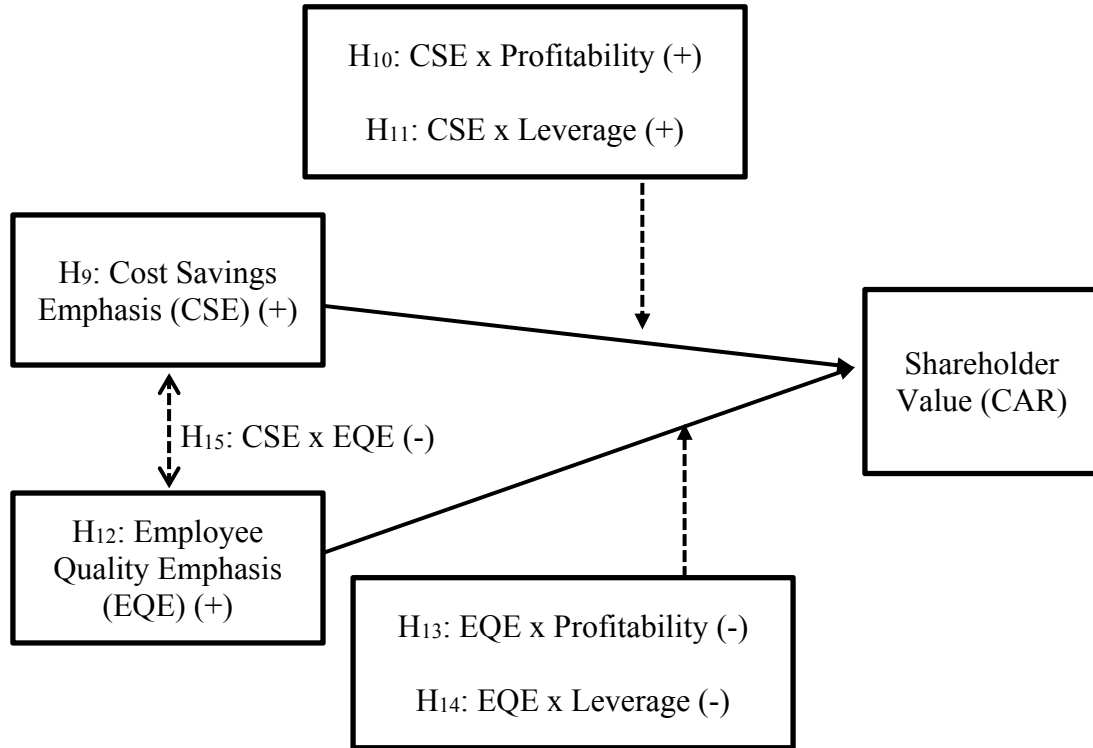 H10: CSE x Profitability (+)
H11: CSE x Leverage (+)
H9: Cost Savings
Emphasis (CSE) (+)
Shareholder
Value (CAR)
H15: CSE x EQE (-)
H12: Employee
Quality Emphasis
(EQE) (+)
H13: EQE x Profitability (-)
H14: EQE x Leverage (-)